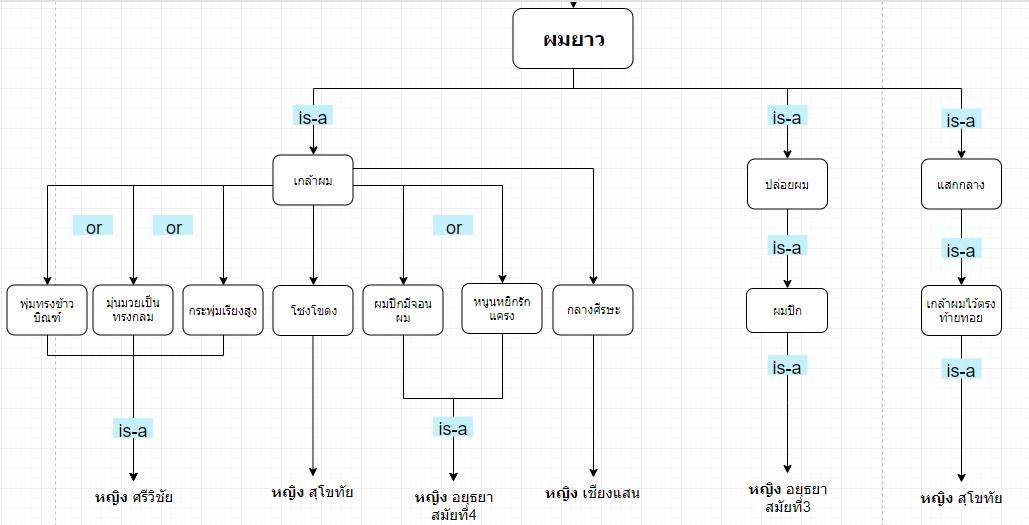 ผมยาว
is-a
is-a
is-a
เกล้าผม
ปล่อยผม
แสกกลาง
or
or
or
is-a
is-a
พุ่มทรงข้าว
บิณฑ์
มุ่นมวยเป็น
ทรงกลม
กระพุ่มเรียงสูง
โซงโขดง
ผมปีกมีจอน
ผม
หนูนหยิกรัก
แครง
กลางศีรษะ
ผมปีก
เกล้าผมไว้ตรง
ท้ายทอย
is-a
is-a
is-a
is-a
หญิง ศรีวิชัย
หญิง สุโขทัย
หญิง อยุธยา
สมัยที่4
หญิง เชียงแสน
หญิง อยุธยา
สมัยที่3
หญิง สุโขทัย